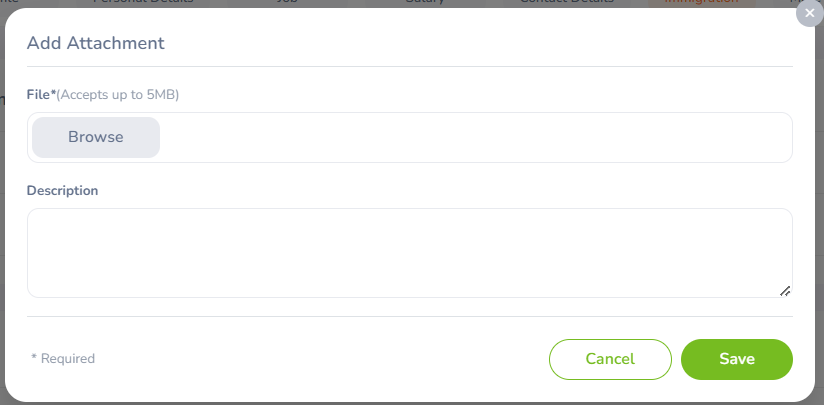 Add Attachment
File*(Accepts up to 5MB)
Browse
Description
* Required
Cancel
Save